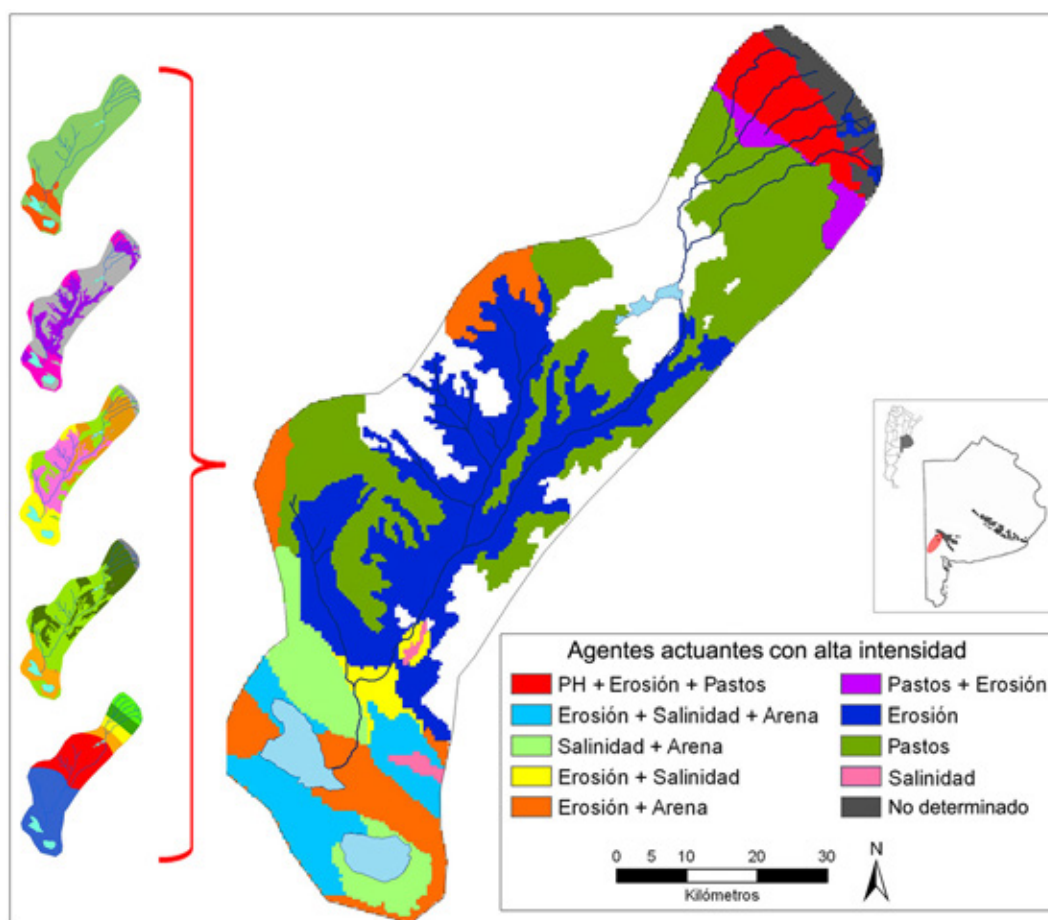 Agentes actuantes con alta intensidad
PH + Erosión + Pastos
Erosión + Salinidad + Arena
Salinidad + Arena
Erosión + Salinidad
Erosión + Arena
Pastos + Erosión
Erosión
Pastos
Salinidad
No determinado
0 5 10 20 30
Kilómetros
N